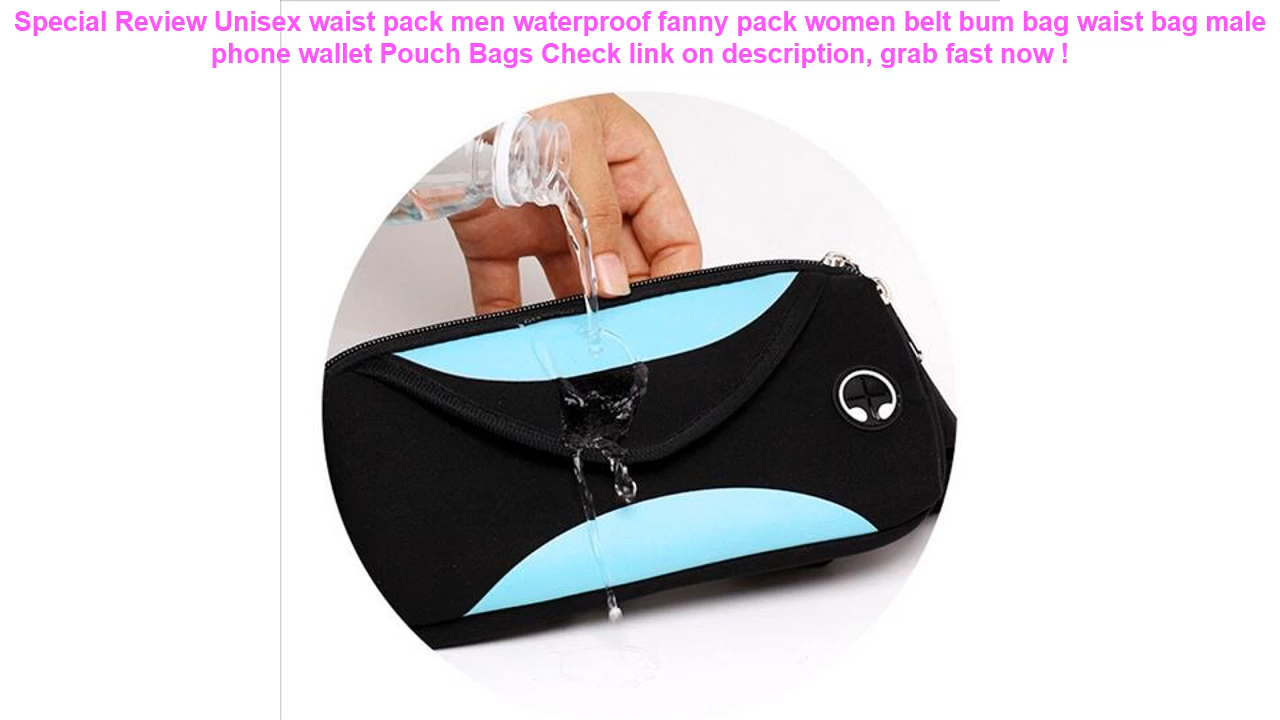 Special Review Unisex waist pack men waterproof fanny pack women belt bum bag waist bag male
phone wallet Pouch Bags Check link on description, grab fast now !